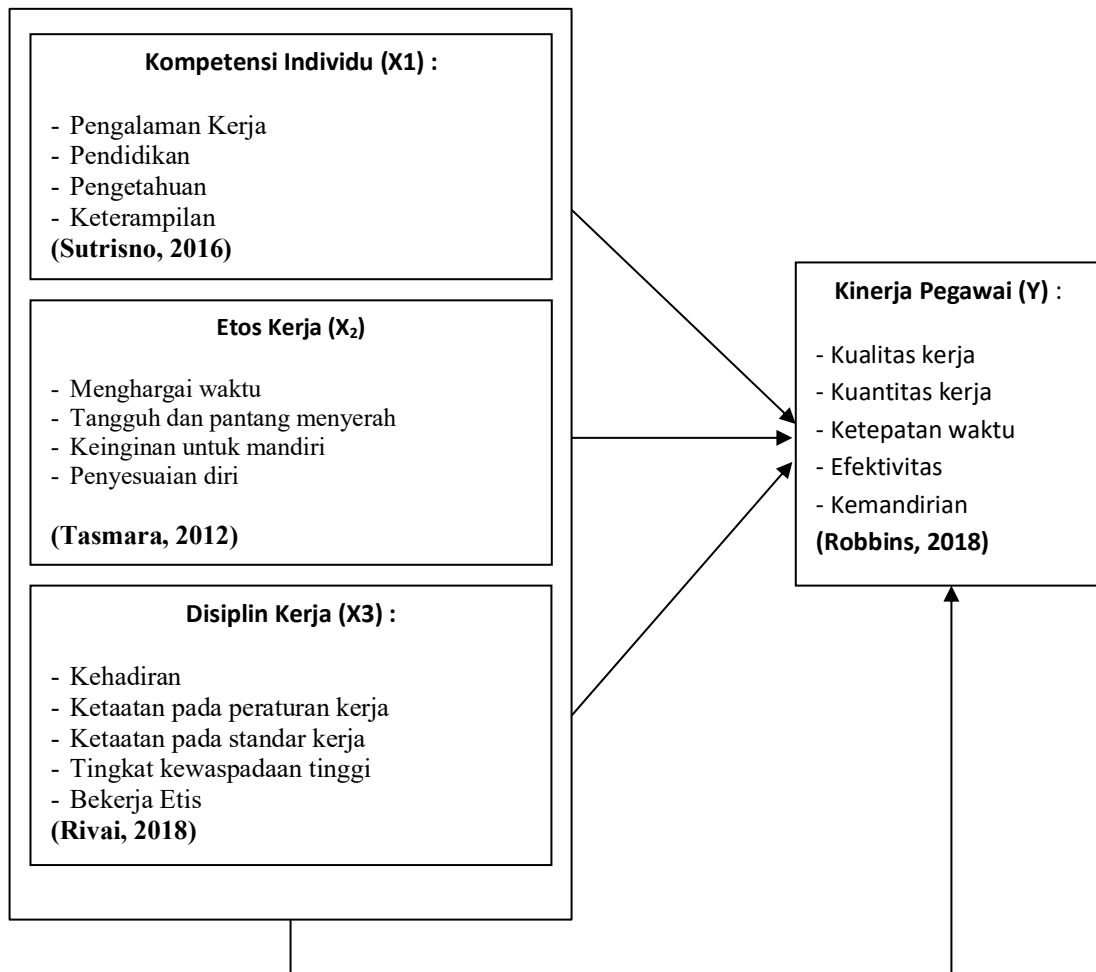 Kompetensi Individu (X1) :
- Pengalaman Kerja
- Pendidikan
- Pengetahuan
- Keterampilan
(Sutrisno, 2016)
Etos Kerja (X₂)
- Menghargai waktu
- Tangguh dan pantang menyerah
- Keinginan untuk mandiri
- Penyesuaian diri
(Tasmara, 2012)
Disiplin Kerja (X3) :
- Kehadiran
- Ketaatan pada peraturan kerja
- Ketaatan pada standar kerja
- Tingkat kewaspadaan tinggi
- Bekerja Etis
(Rivai, 2018)
Kinerja Pegawai (Y) :
- Kualitas kerja
- Kuantitas kerja
- Ketepatan waktu
- Efektivitas
- Kemandirian
(Robbins, 2018)